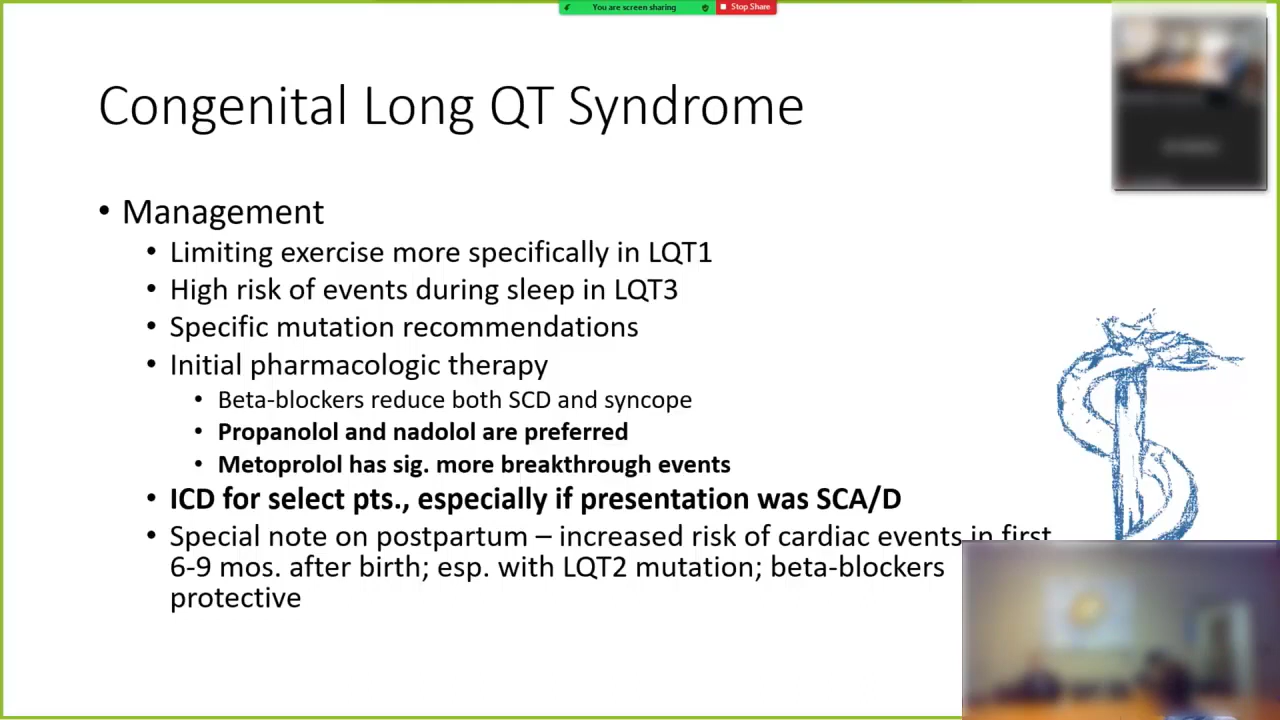 You are screen sharing
Stop Share
Congenital Long QT Syndrome
• Management
• Limiting exercise more specifically in LQT1
• High risk of events during sleep in LQT3
• Specific mutation recommendations
• Initial pharmacologic therapy
• Beta-blockers reduce both SCD and syncope
• Propanolol and nadolol are preferred
• Metoprolol has sig. more breakthrough events
• ICD for select pts., especially if presentation was SCA/D
• Special note on postpartum – increased risk of cardiac events in first
6-9 mos. after birth; esp. with LQT2 mutation; beta-blockers
protective